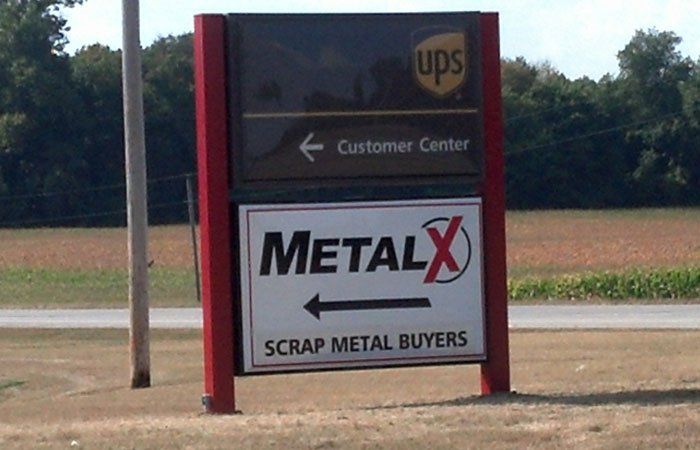 ups
Customer Center
METALX
SCRAP METAL BUYERS